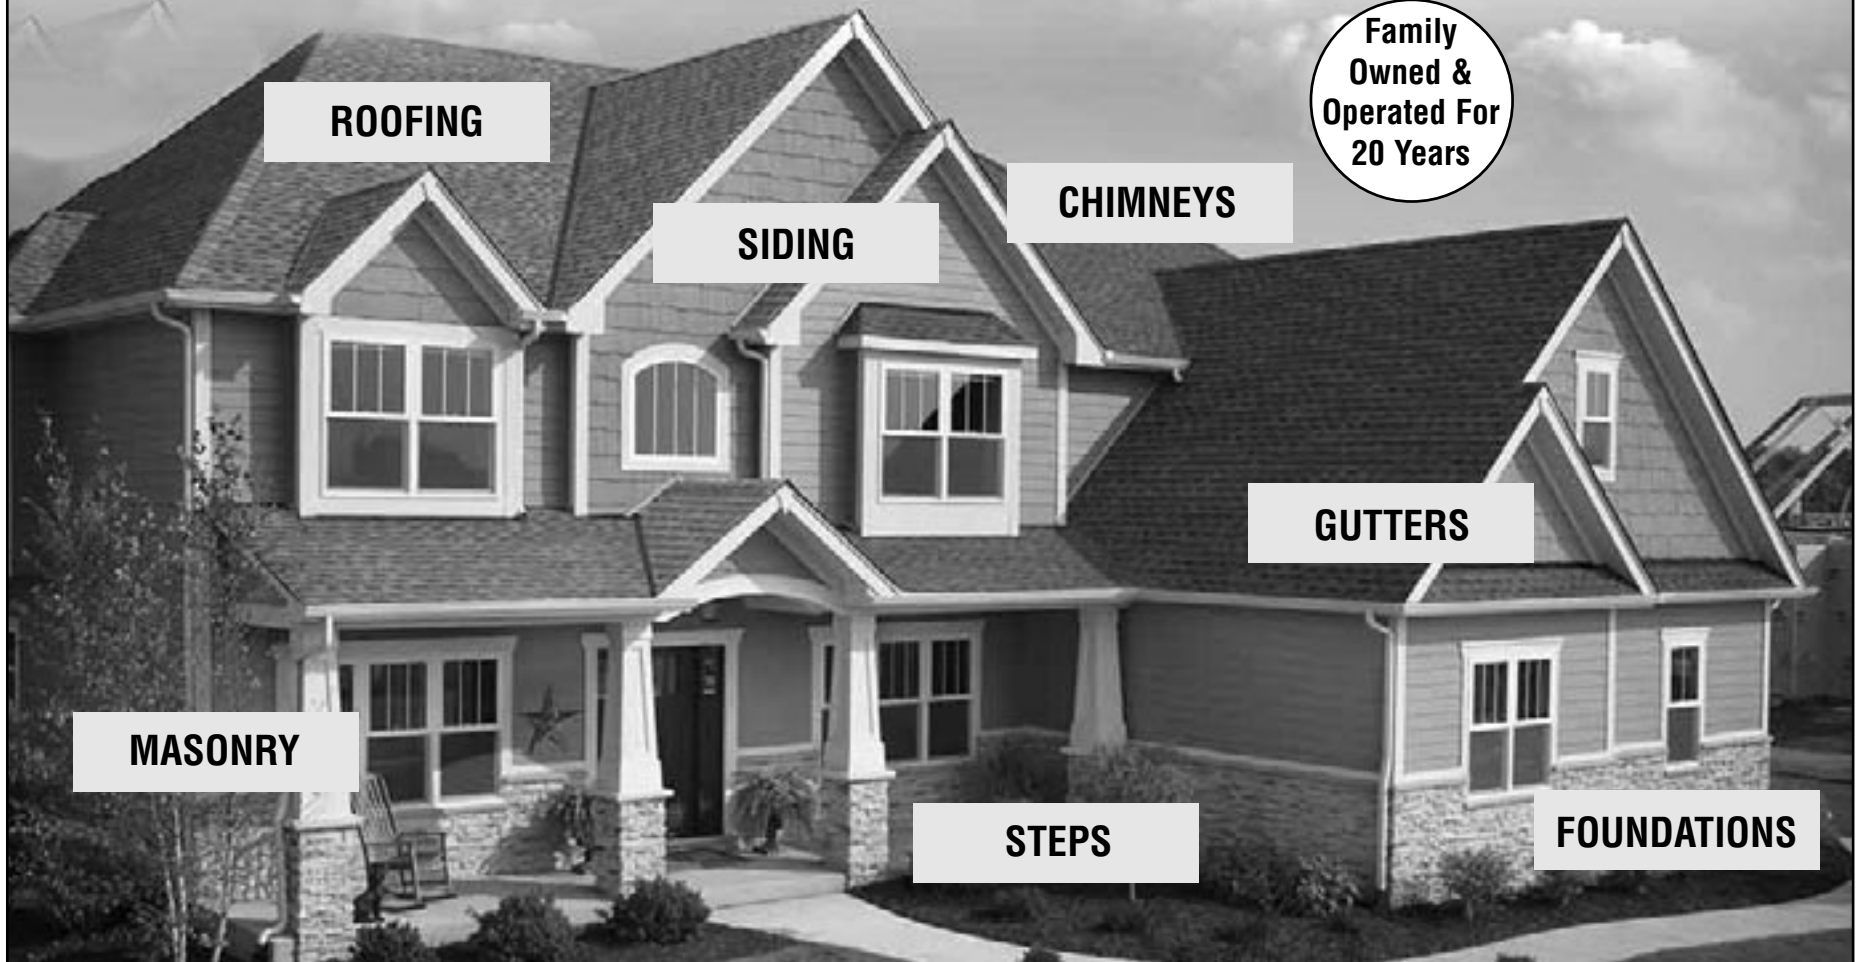 Family
Owned &
Operated For
20 Years
ROOFING
CHIMNEYS
SIDING
GUTTERS
MASONRY
STEPS
FOUNDATIONS